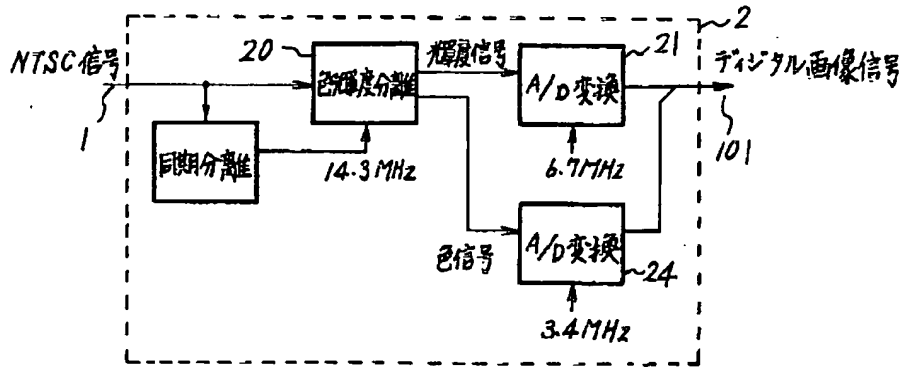 2
20
21
NTSC信号
輝度信号
ディジタル画像信号
色輝度分離
A/D変換
1
101
同期分離
14.3MHz
6.7MHz
色信号
A/D変換
24
3.4MHz